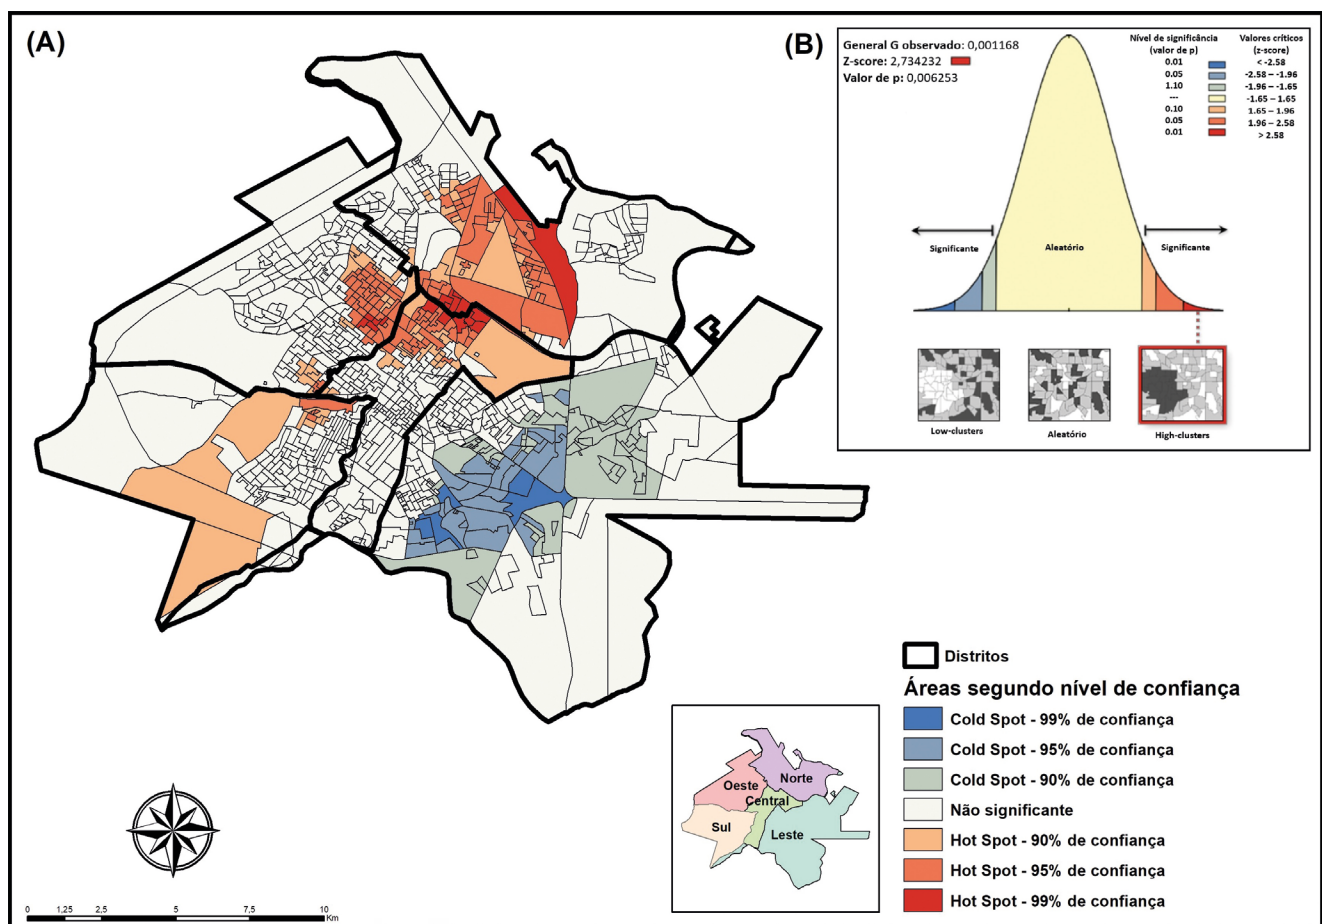 (A)
(B)
General G observado: 0,001168
Z-score: 2,734232
Valor de p: 0,006253
Nível de significância
(valor de p)
Valores críticos
(z-score)
0.01 < -2.58
0.05 -2.58 – -1.96
1.10 -1.96 – -1.65
--- -1.65 – 1.65
0.10 1.65 – 1.96
0.05 1.96 – 2.58
0.01 > 2.58
Significante
Aleatório
Significante
Low-clusters
Aleatório
High-clusters
Distritos
Áreas segundo nível de confiança
Cold Spot - 99% de confiança
Cold Spot - 95% de confiança
Cold Spot - 90% de confiança
Não significante
Hot Spot - 90% de confiança
Hot Spot - 95% de confiança
Hot Spot - 99% de confiança
Norte
Oeste
Central
Sul
Leste
0 1,25 2,5 5 7,5 10
Km